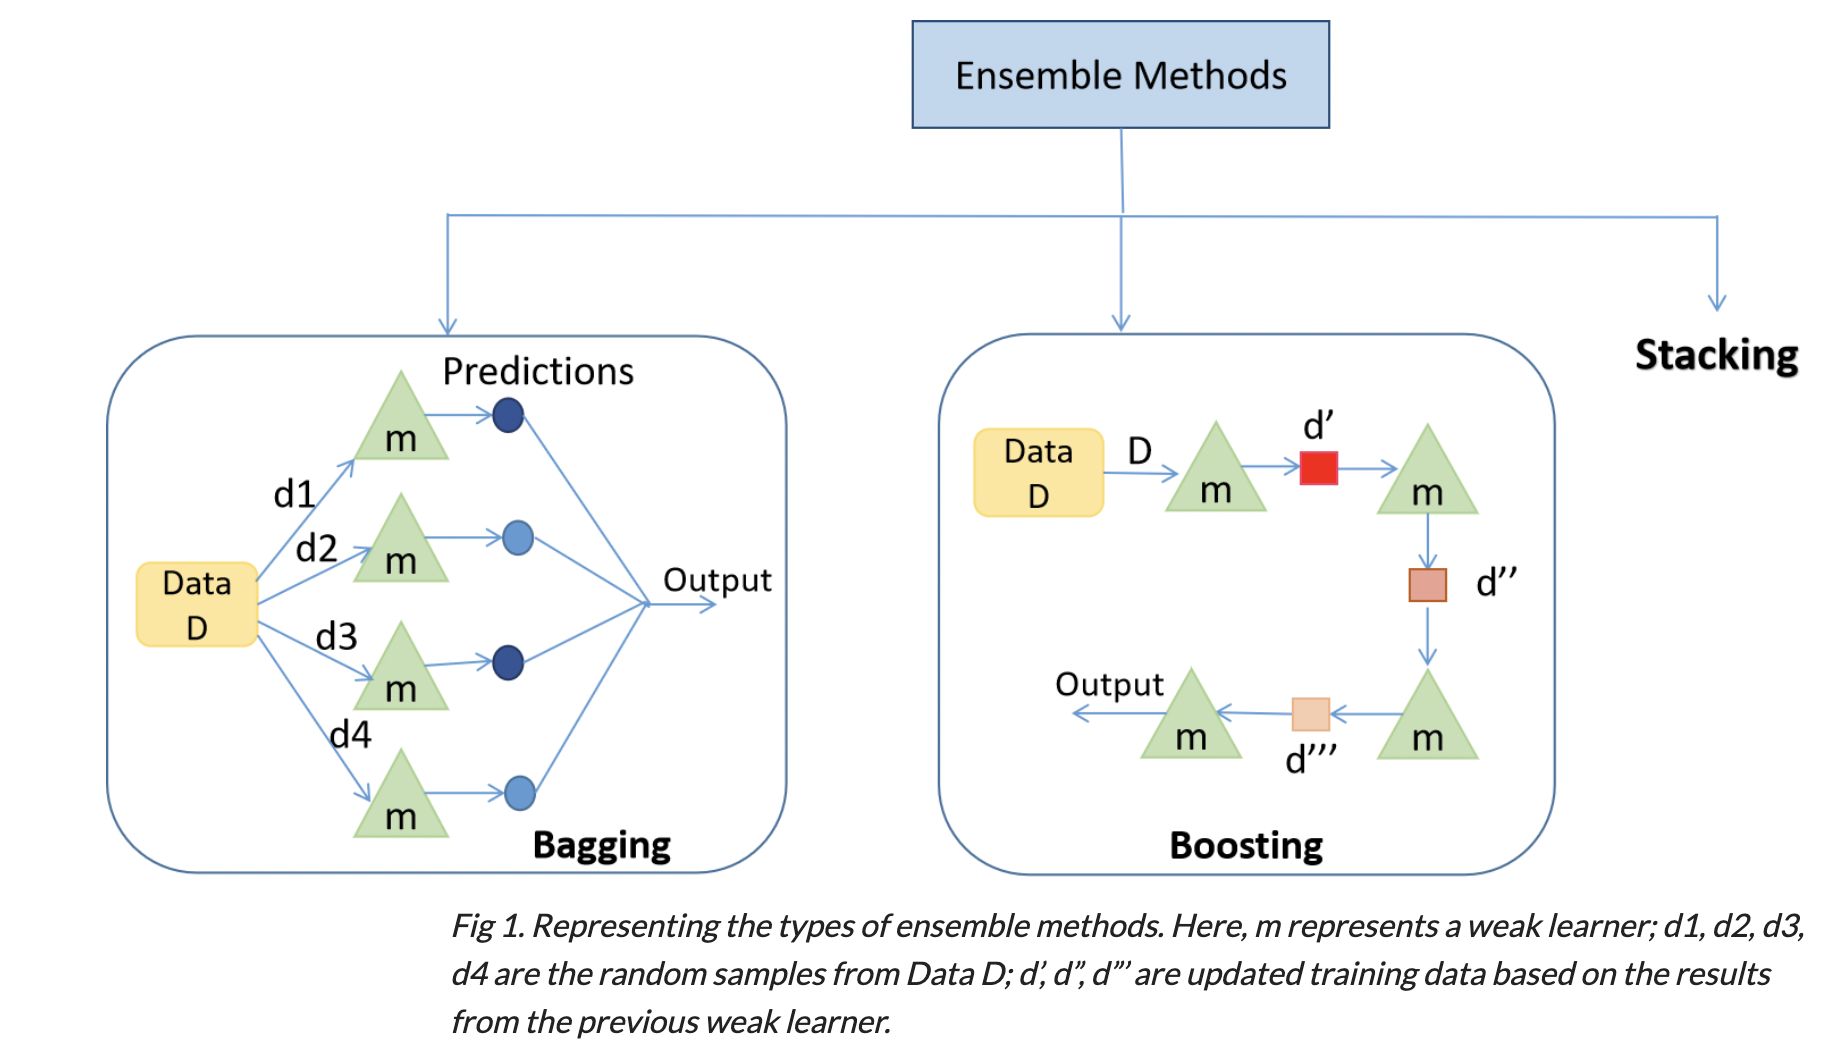 Ensemble Methods
Predictions
m
d1
m
d2
Data
D
Output
d3
m
d4
m
Bagging
Data
D
D
m
d’
m
d’’
m
d’’’
m
Output
Boosting
Stacking
Fig 1. Representing the types of ensemble methods. Here, m represents a weak learner; d1, d2, d3,
d4 are the random samples from Data D; d’, d”, d”’ are updated training data based on the results
from the previous weak learner.